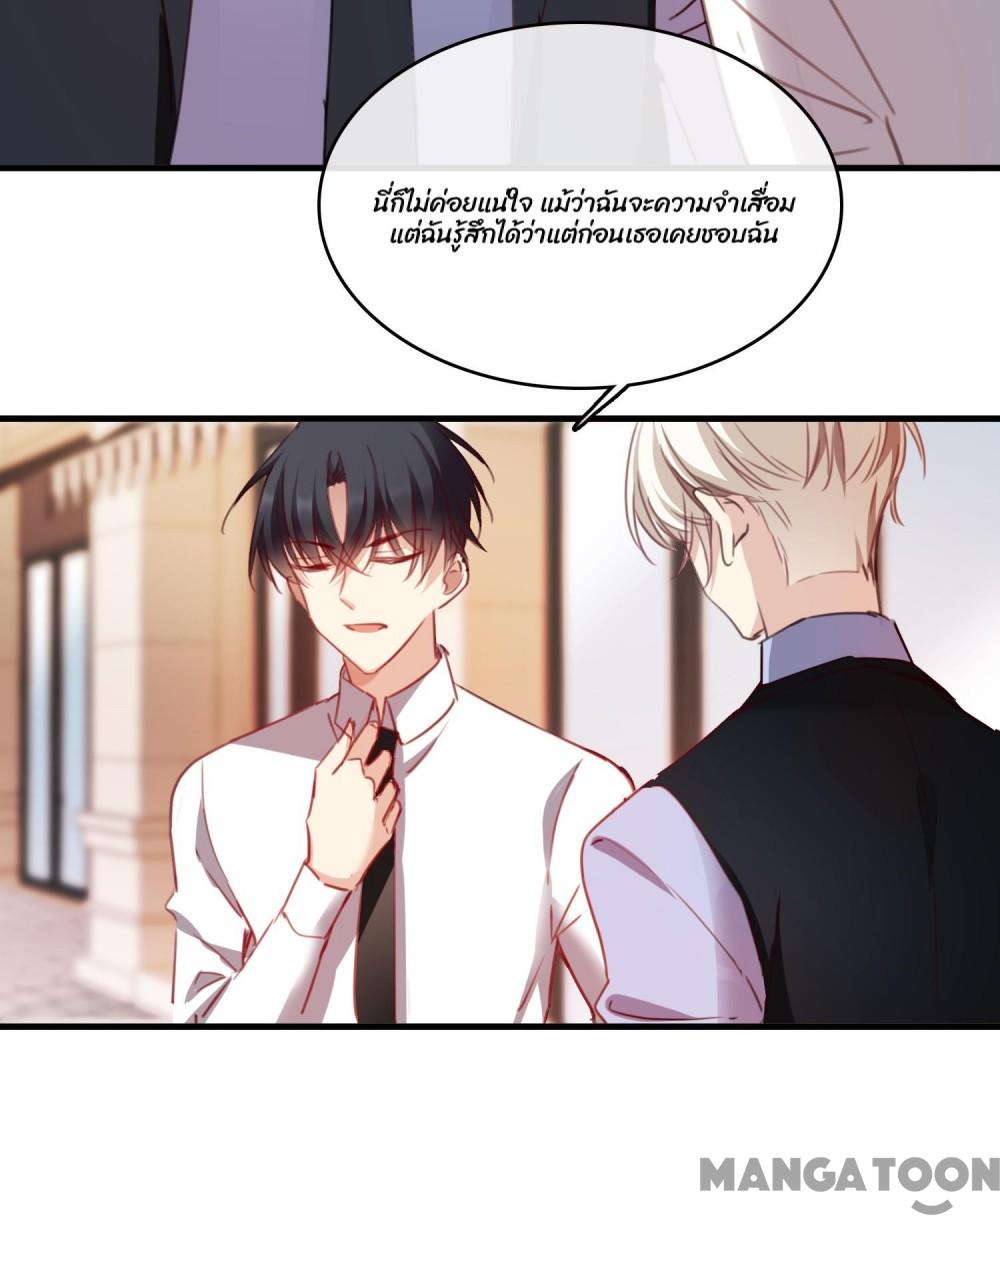 นี่ก็ไม่ค่อยแน่ใจ แม้ว่าฉันจะความจำเสื่อม
แต่ฉันรู้สึกได้ว่าแต่ก่อนเธอเคยชอบฉัน
MANGATOON